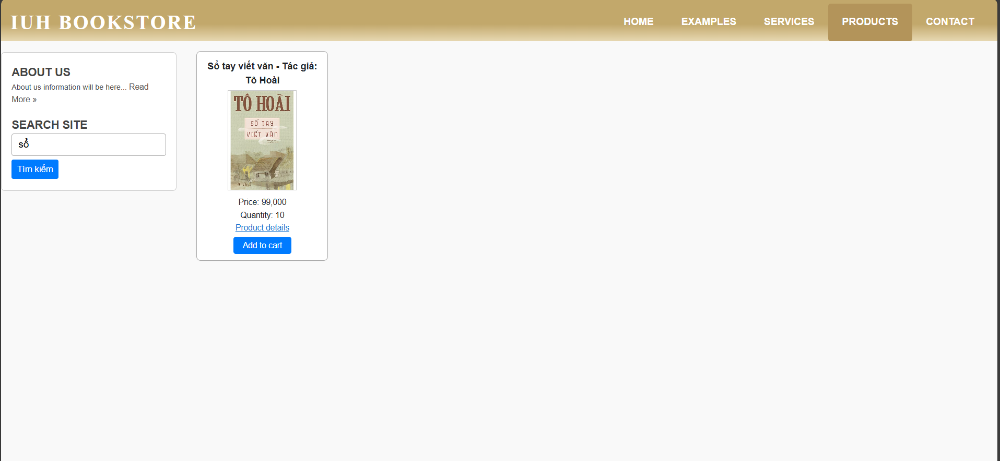 IUH BOOKSTORE
HOME EXAMPLES SERVICES PRODUCTS CONTACT
ABOUT US
About us information will be here... Read
More »
SEARCH SITE
sổ
Tìm kiếm
Sổ tay viết văn - Tác giả:
Tô Hoài
TÔ HOÀI
SỔ TAY
VIẾT VĂN
Price: 99,000
Quantity: 10
Product details
Add to cart